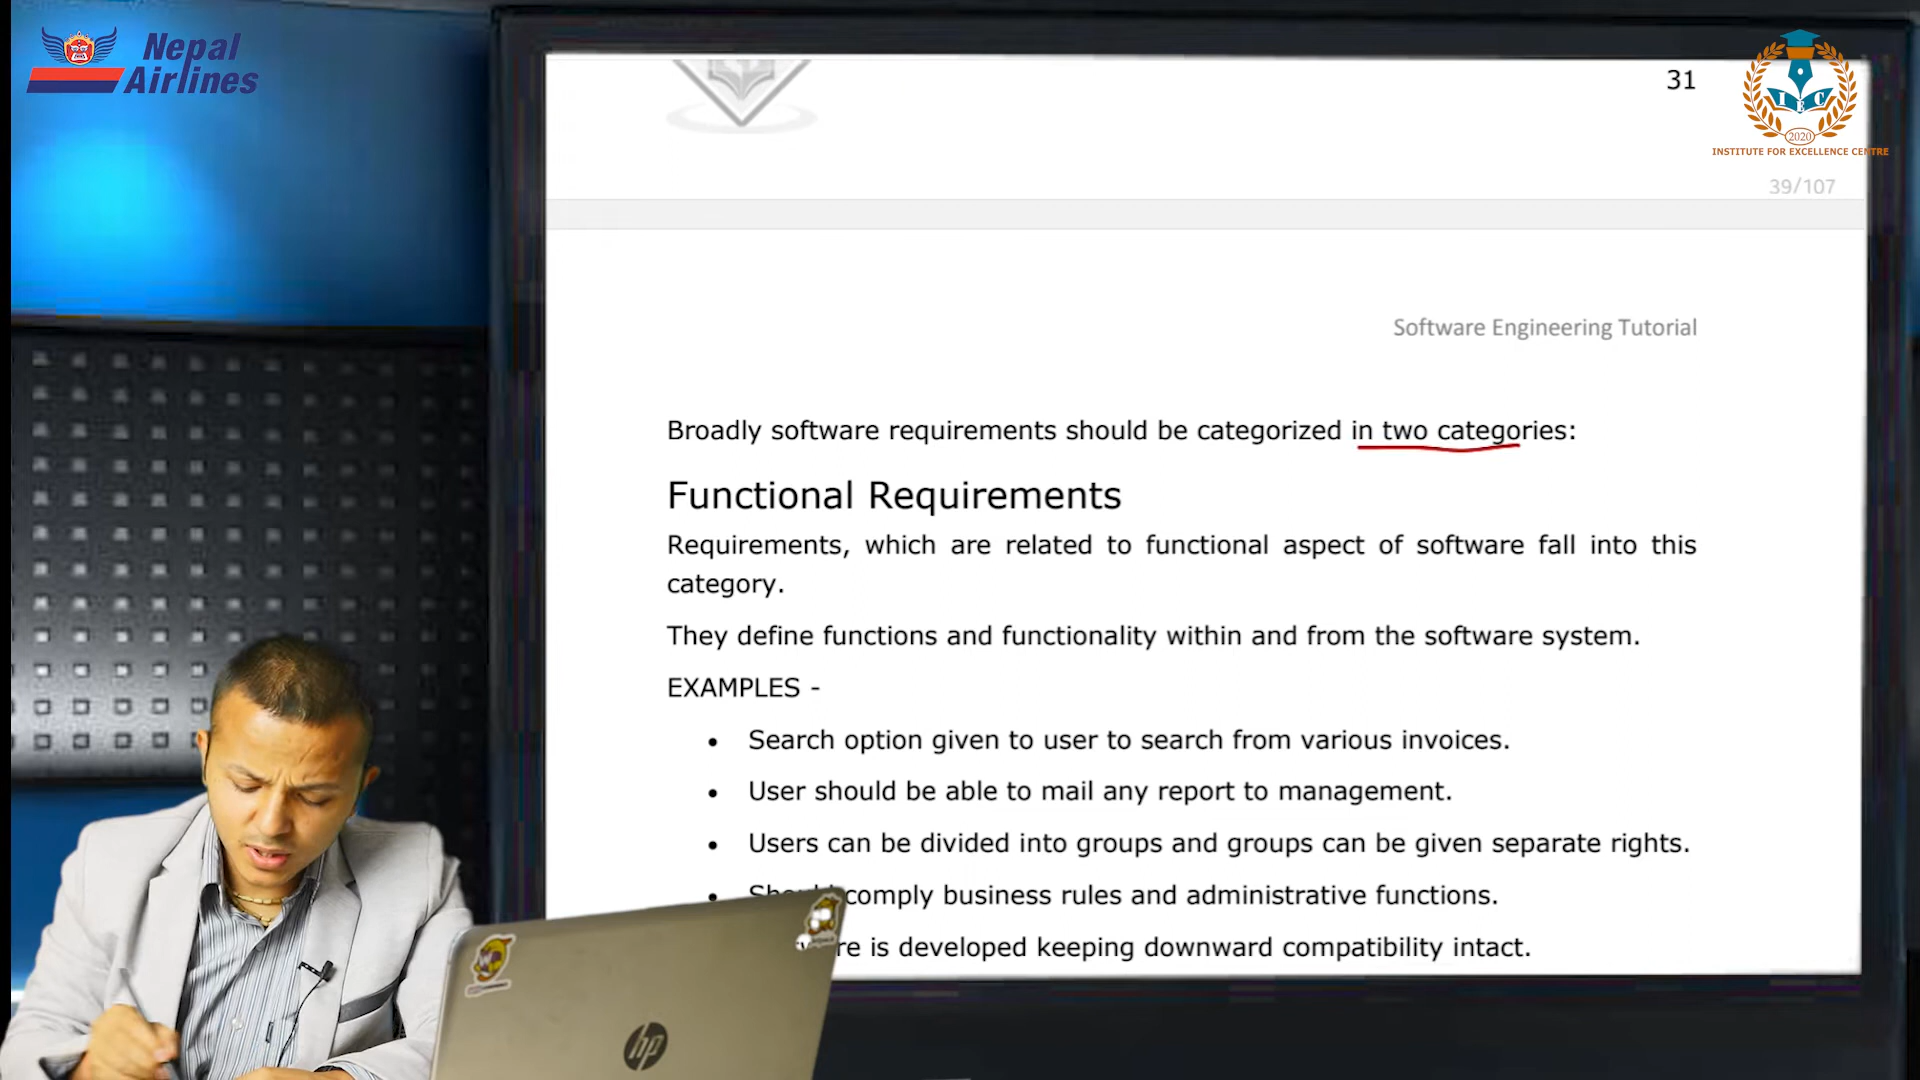 Nepal
Airlines
31
I E C
2020
INSTITUTE FOR EXCELLENCE CENTRE
39/107
Software Engineering Tutorial
Broadly software requirements should be categorized in two categories:
Functional Requirements
Requirements, which are related to functional aspect of software fall into this
category.
They define functions and functionality within and from the software system.
EXAMPLES -
• Search option given to user to search from various invoices.
• User should be able to mail any report to management.
• Users can be divided into groups and groups can be given separate rights.
• comply business rules and administrative functions.
is developed keeping downward compatibility intact.
hp